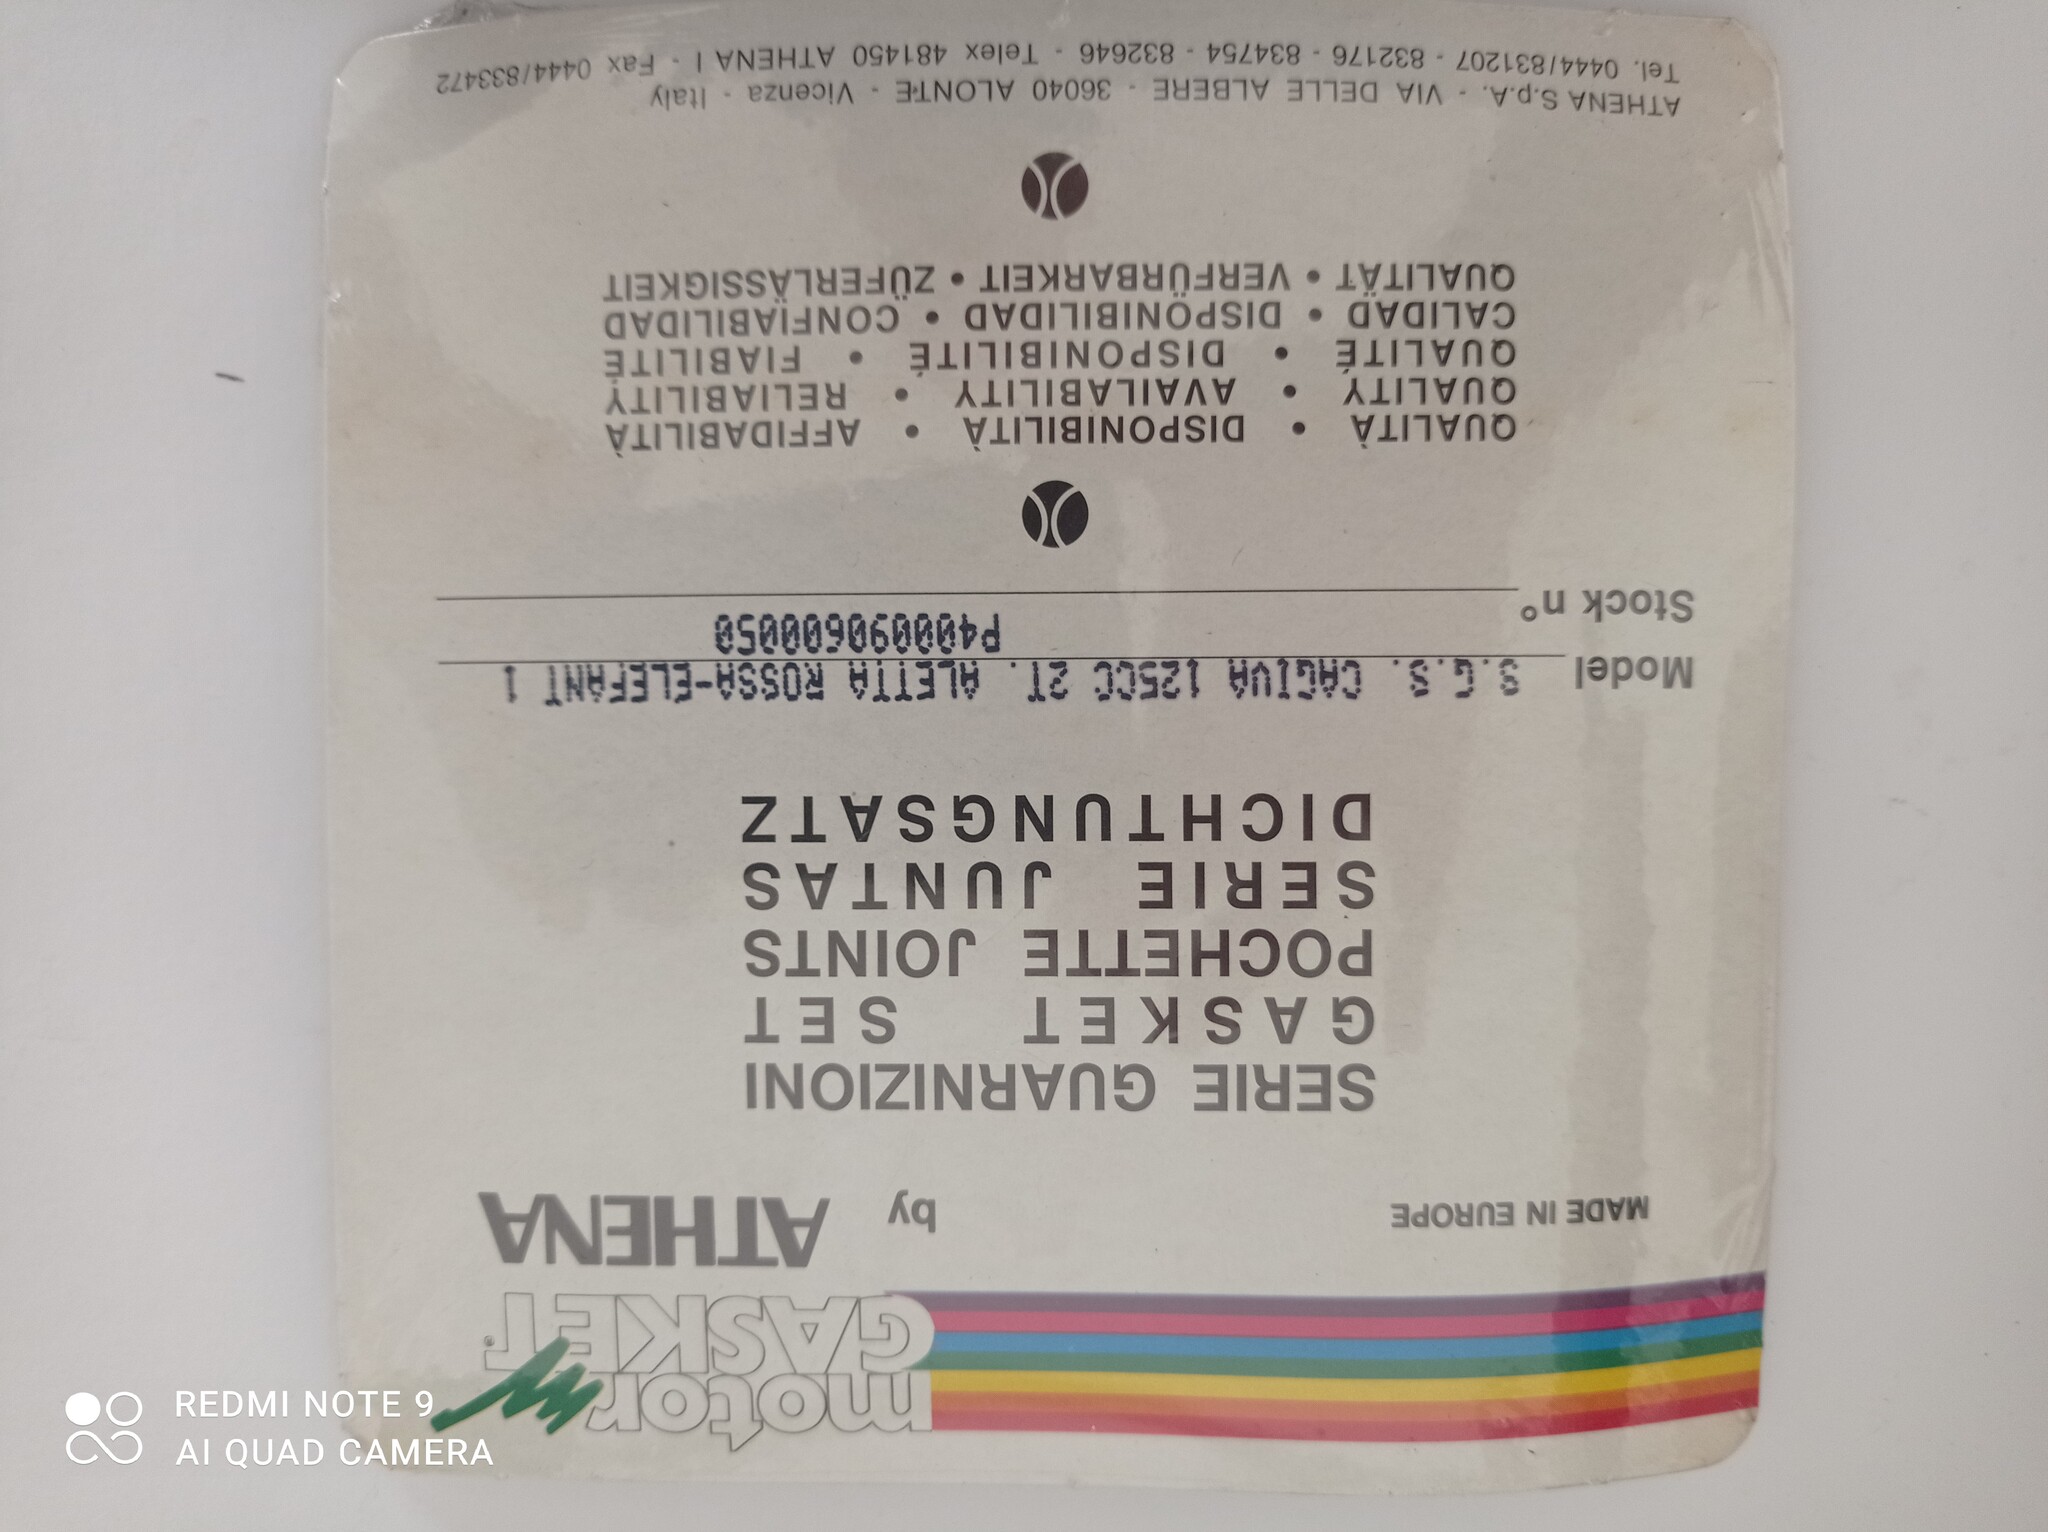 motor
GASKET®
MADE IN EUROPE by ATHENA
SERIE GUARNIZIONI
GASKET SET
POCHETTE JOINTS
SERIE JUNTAS
DICHTUNGSATZ
Model S.G.S. CAGIVA 125CC 2T. ALETTA ROSSA-ELEFANT 1
P400090600050
Stock n°
QUALITÀ • DISPONIBILITÀ • AFFIDABILITÀ
QUALITY • AVAILABILITY • RELIABILITY
QUALITÉ • DISPONIBILITÉ • FIABILITÉ
CALIDAD • DISPONIBILIDAD • CONFIABILIDAD
QUALITÄT • VERFÜRBARKEIT • ZÜFERLÄSSIGKEIT
ATHENA S.p.A. - VIA DELLE ALBERE - 36040 ALONTE - Vicenza - Italy
Tel. 0444/831207 - 832176 - 834754 - 832646 - Telex 481450 ATHENA I - Fax 0444/833472
REDMI NOTE 9
AI QUAD CAMERA